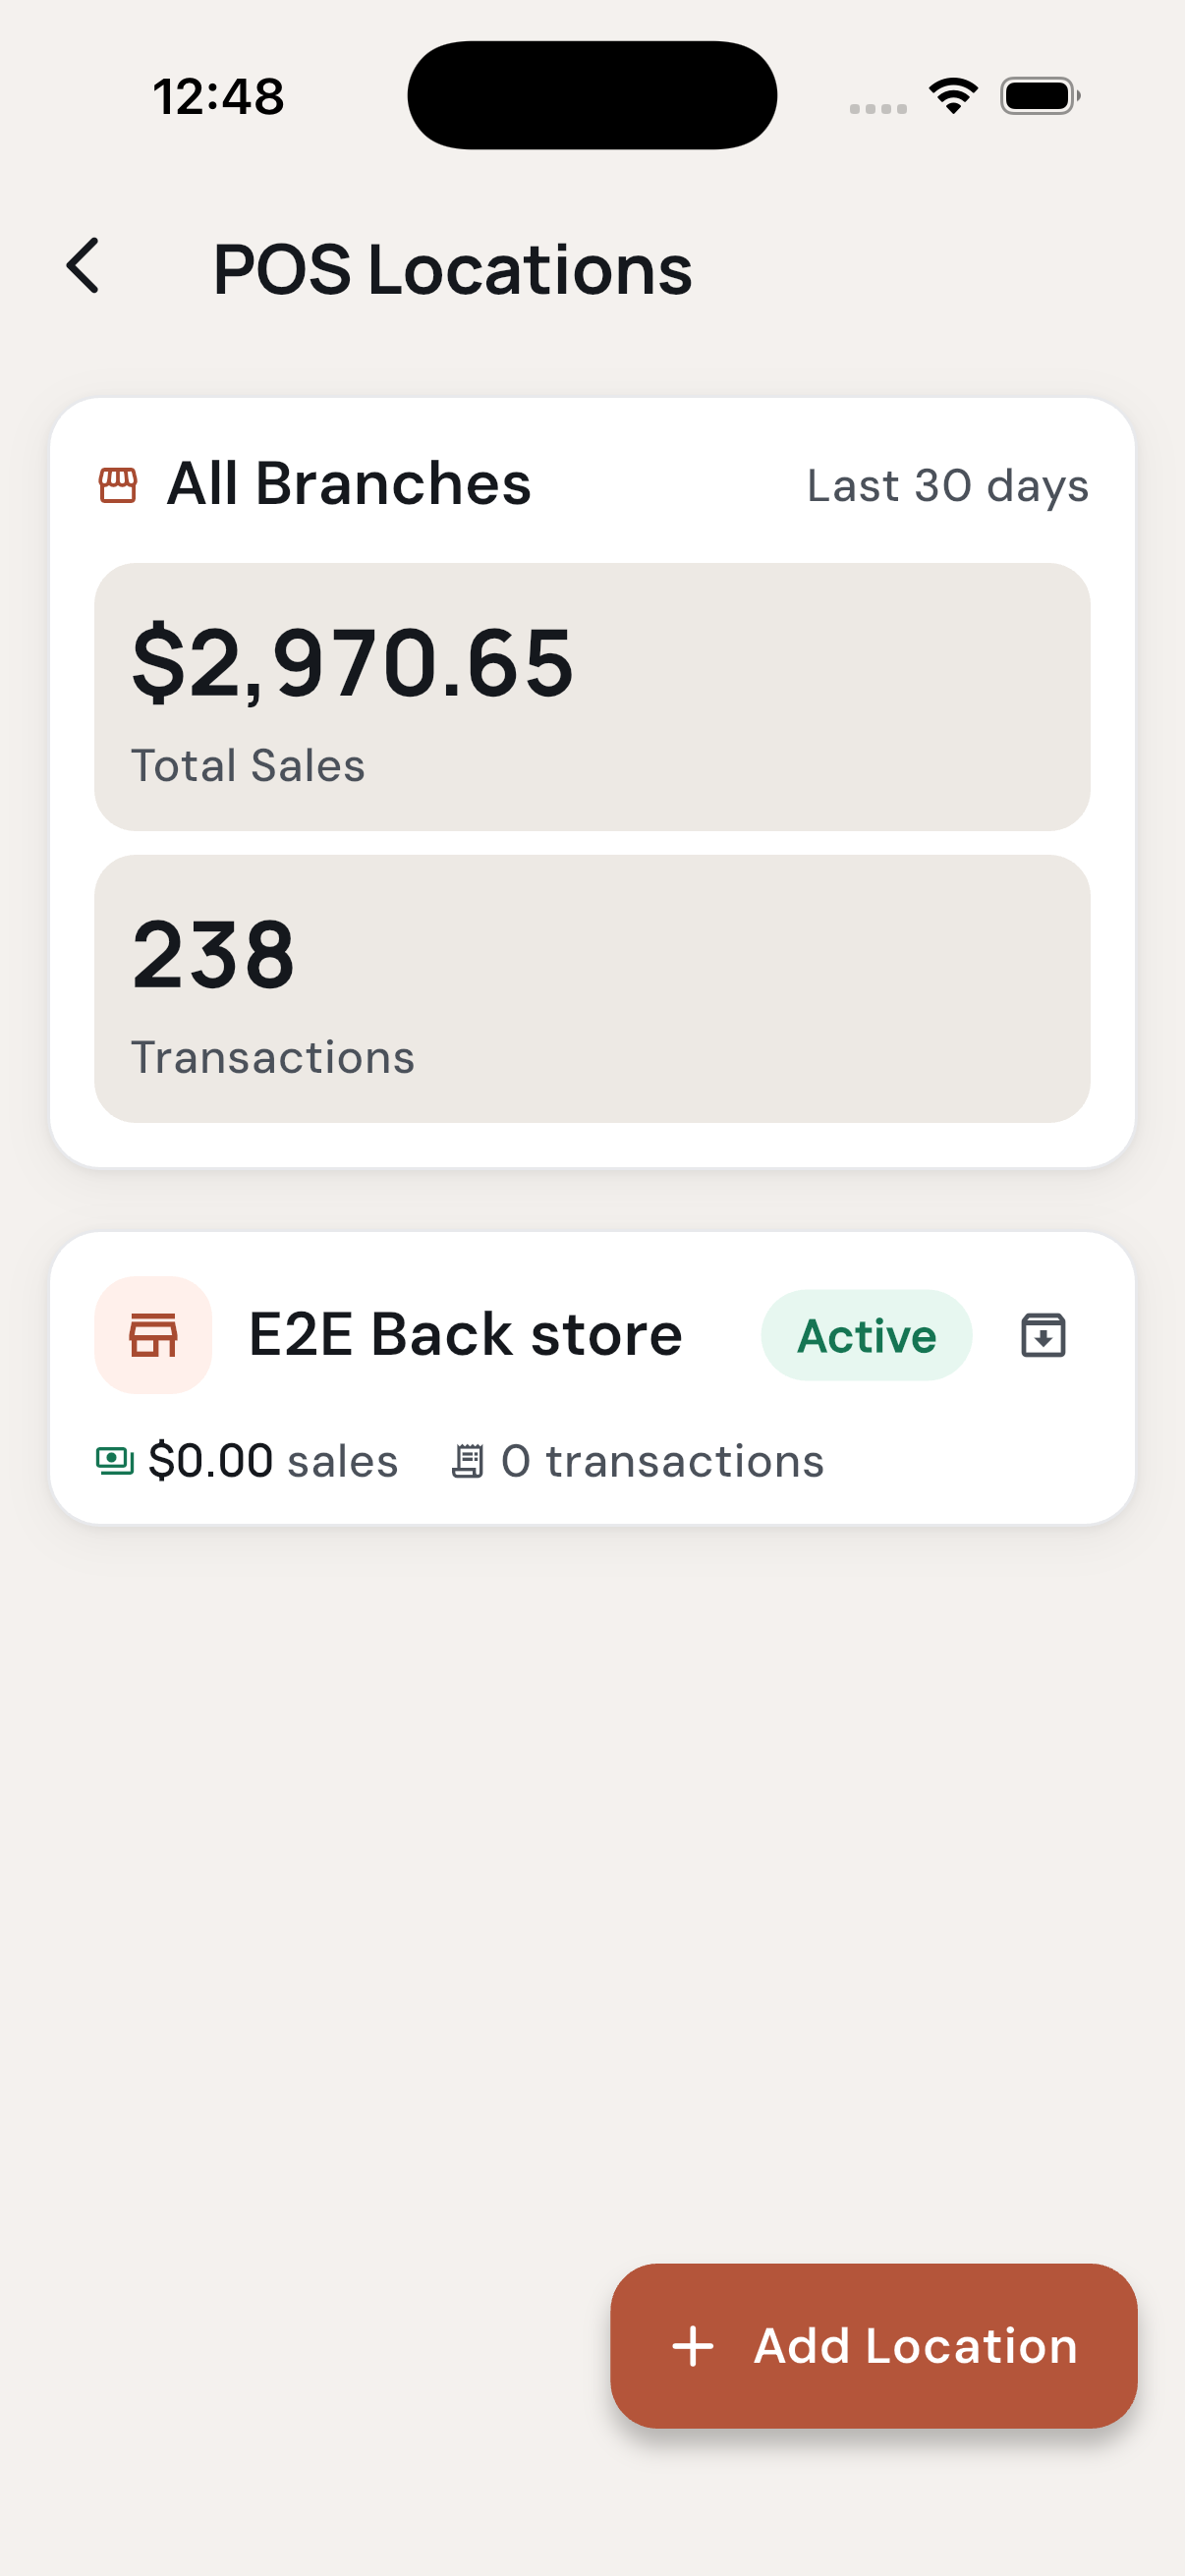 12:48
POS Locations
All Branches
Last 30 days
$2,970.65
Total Sales
238
Transactions
E2E Back store
Active
$0.00 sales
0 transactions
+ Add Location